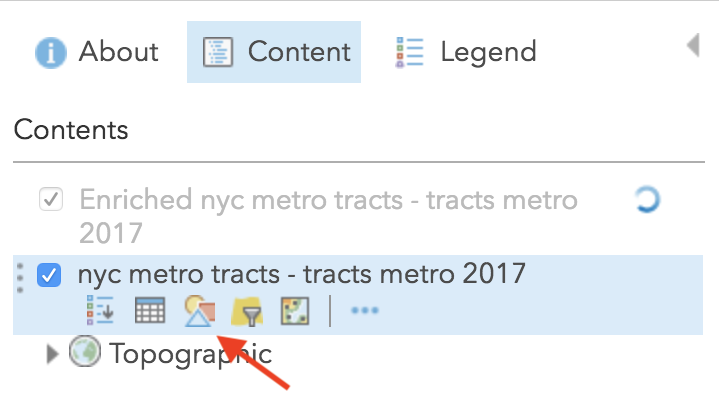 About Content Legend
Contents
Enriched nyc metro tracts - tracts metro
2017
nyc metro tracts - tracts metro 2017
Topographic